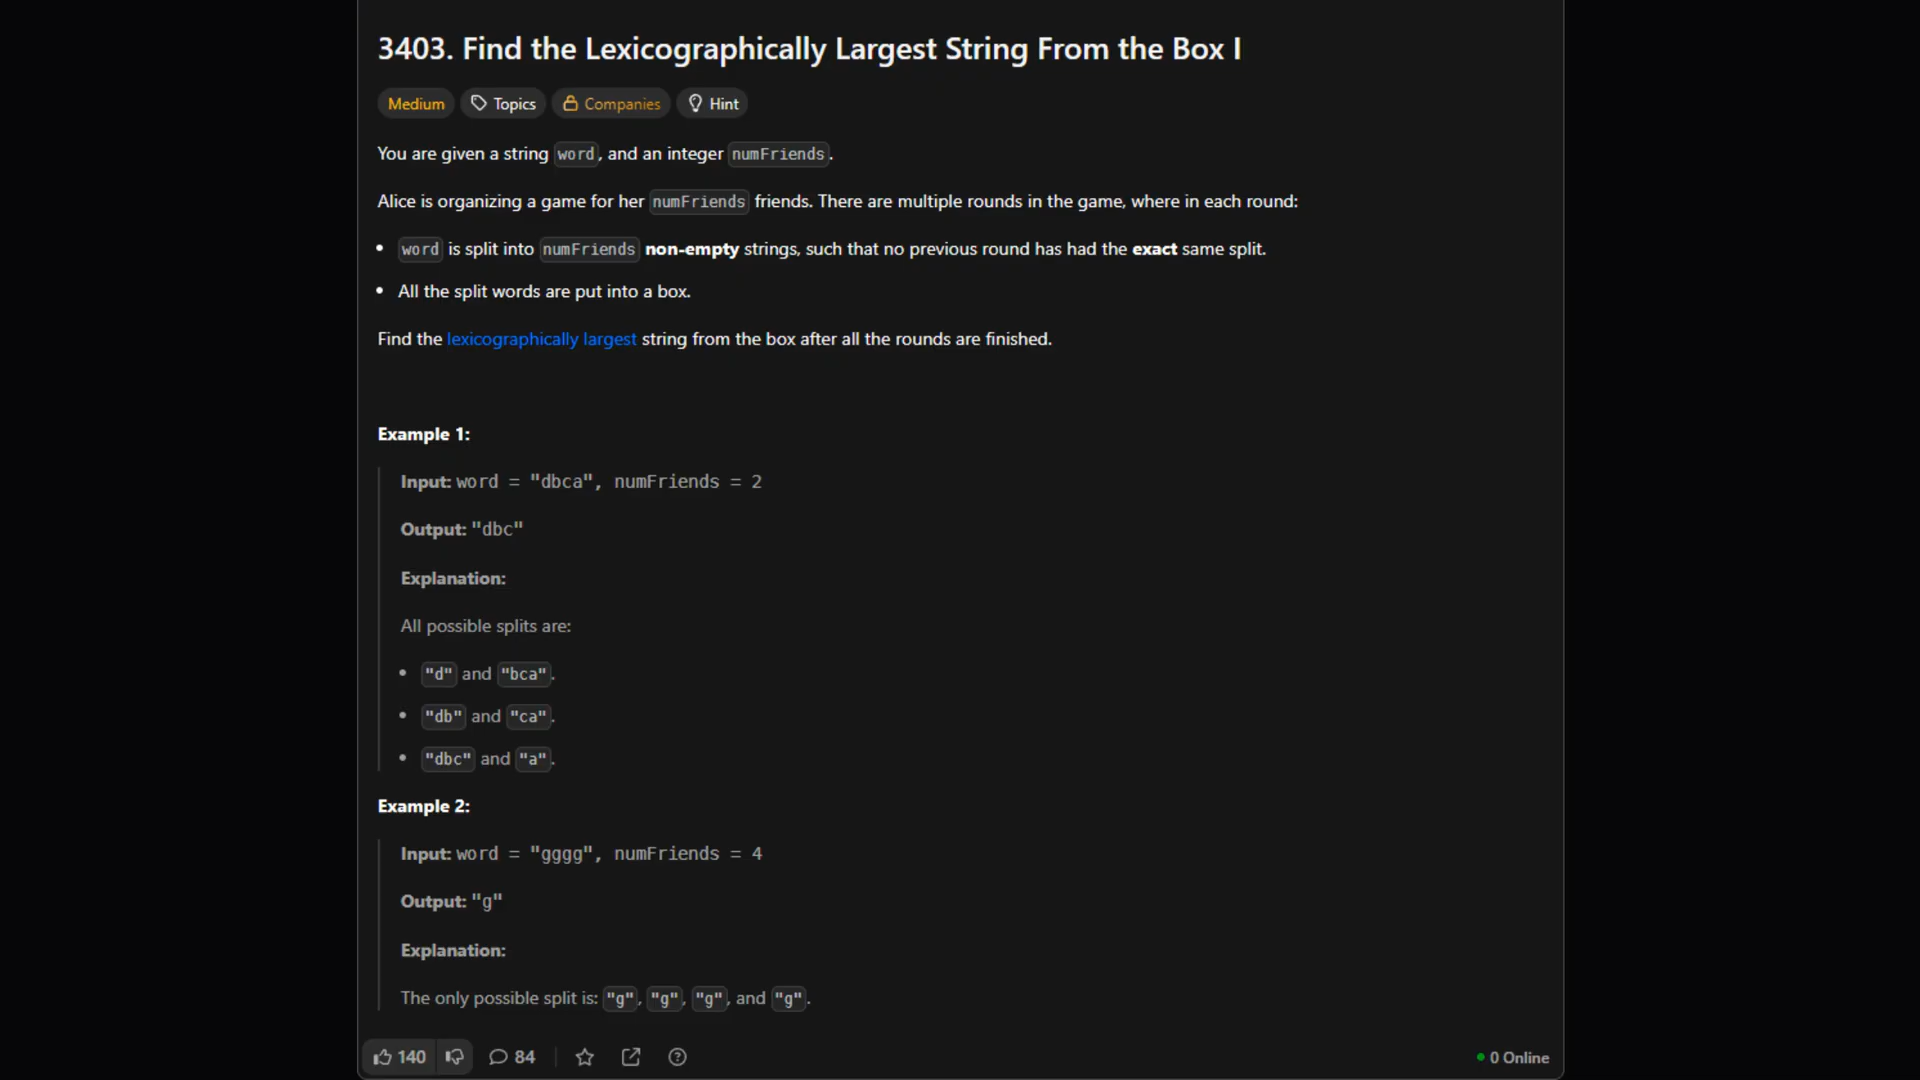 3403. Find the Lexicographically Largest String From the Box I
Medium Topics Companies Hint
You are given a string word, and an integer numFriends.
Alice is organizing a game for her numFriends friends. There are multiple rounds in the game, where in each round:
• word is split into numFriends non-empty strings, such that no previous round has had the exact same split.
• All the split words are put into a box.
Find the lexicographically largest string from the box after all the rounds are finished.
Example 1:
Input: word = "dbca", numFriends = 2
Output: "dbc"
Explanation:
All possible splits are:
• "d" and "bca".
• "db" and "ca".
• "dbc" and "a".
Example 2:
Input: word = "gggg", numFriends = 4
Output: "g"
Explanation:
The only possible split is: "g", "g", "g", and "g".
140 84 0 Online